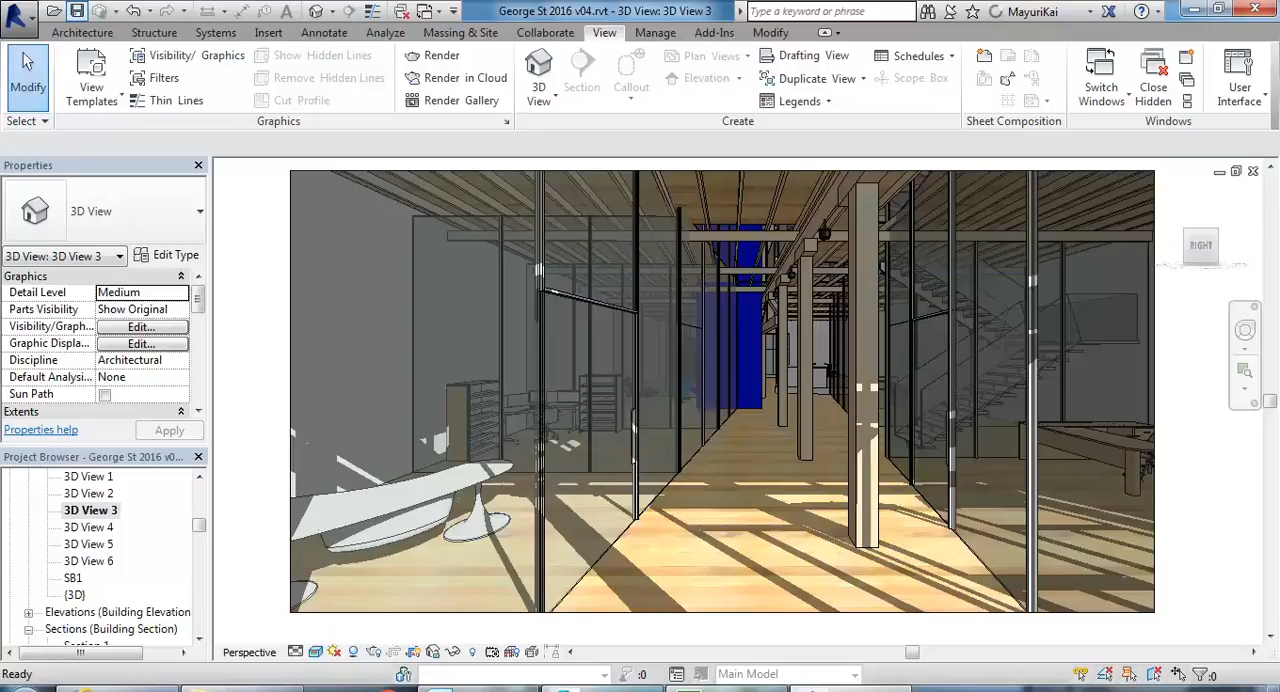 George St 2016 v04.rvt - 3D View: 3D View 3
Type a keyword or phrase
MayuriKai
Architecture Structure Systems Insert Annotate Analyze Massing & Site Collaborate View Manage Add-Ins Modify
Modify
Select
View Templates
Visibility/ Graphics
Filters
Thin Lines
Show Hidden Lines
Remove Hidden Lines
Cut Profile
Graphics
Render
Render in Cloud
Render Gallery
3D View
Section
Callout
Plan Views
Elevation
Drafting View
Duplicate View
Legends
Schedules
Scope Box
Create
Sheet Composition
Switch Windows
Close Hidden
User Interface
Windows
Properties
3D View
3D View: 3D View 3
Edit Type
Graphics
Detail Level Medium
Parts Visibility Show Original
Visibility/Graph... Edit...
Graphic Displa... Edit...
Discipline Architectural
Default Analysi... None
Sun Path
Extents
Properties help
Apply
Project Browser - George St 2016 v0...
3D View 1
3D View 2
3D View 3
3D View 4
3D View 5
3D View 6
SB1
{3D}
Elevations (Building Elevation
Sections (Building Section)
RIGHT
Perspective
Ready
:0
Main Model
:0